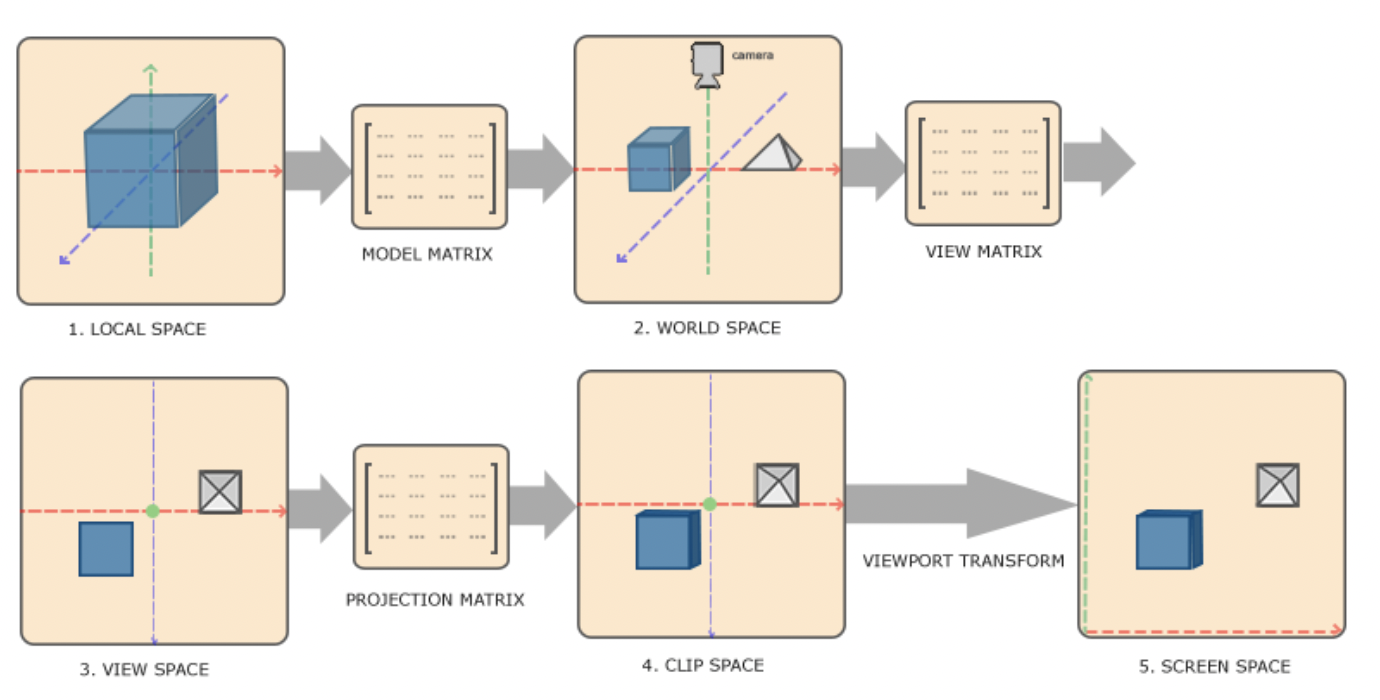 camera
MODEL MATRIX
VIEW MATRIX
1. LOCAL SPACE
2. WORLD SPACE
PROJECTION MATRIX
VIEWPORT TRANSFORM
3. VIEW SPACE
4. CLIP SPACE
5. SCREEN SPACE